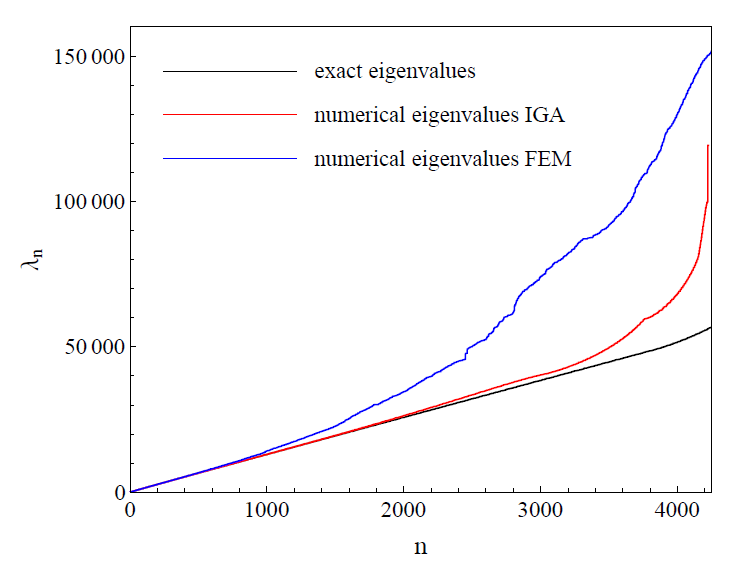 150 000
100 000
50 000
0
λn
exact eigenvalues
numerical eigenvalues IGA
numerical eigenvalues FEM
0 1000 2000 3000 4000
n